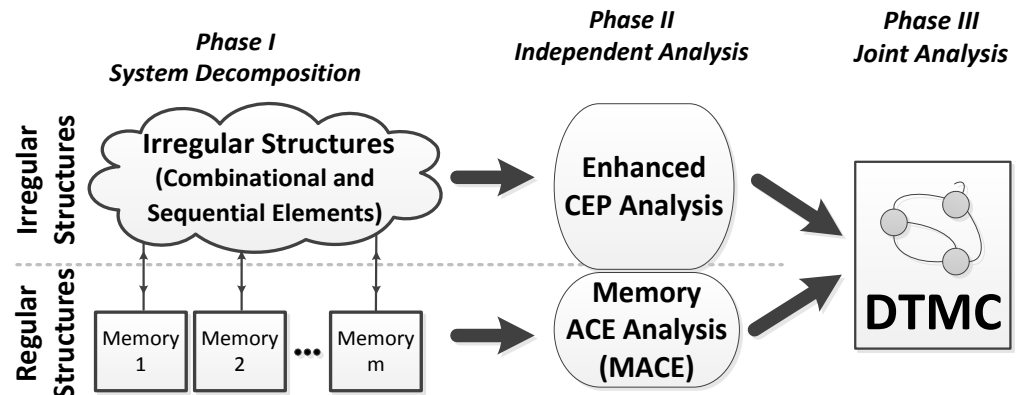 Phase I
System Decomposition
Phase II
Independent Analysis
Phase III
Joint Analysis
Irregular
Structures
Irregular Structures
(Combinational and
Sequential Elements)
Enhanced
CEP Analysis
DTMC
Regular
Structures
Memory
1
Memory
2
...
Memory
m
Memory
ACE Analysis
(MACE)